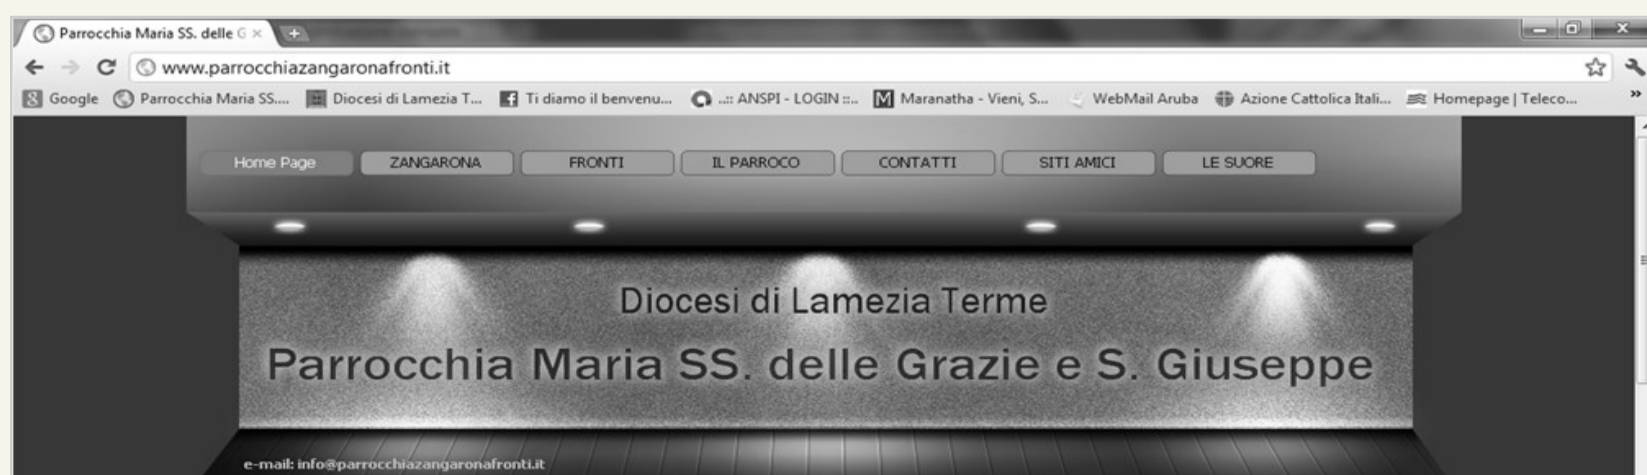 Parrocchia Maria SS. delle G
www.parrocchiazangaronafronti.it
Google Parrocchia Maria SS.... Diocesi di Lamezia T... Ti diamo il benvenu... ..:: ANSPI - LOGIN ::.. Maranatha - Vieni, S... WebMail Aruba Azione Cattolica Itali... Homepage | Teleco... »
Home Page ZANGARONA FRONTI IL PARROCO CONTATTI SITI AMICI LE SUORE
Diocesi di Lamezia Terme
Parrocchia Maria SS. delle Grazie e S. Giuseppe
e-mail: info@parrocchiazangaronafronti.it